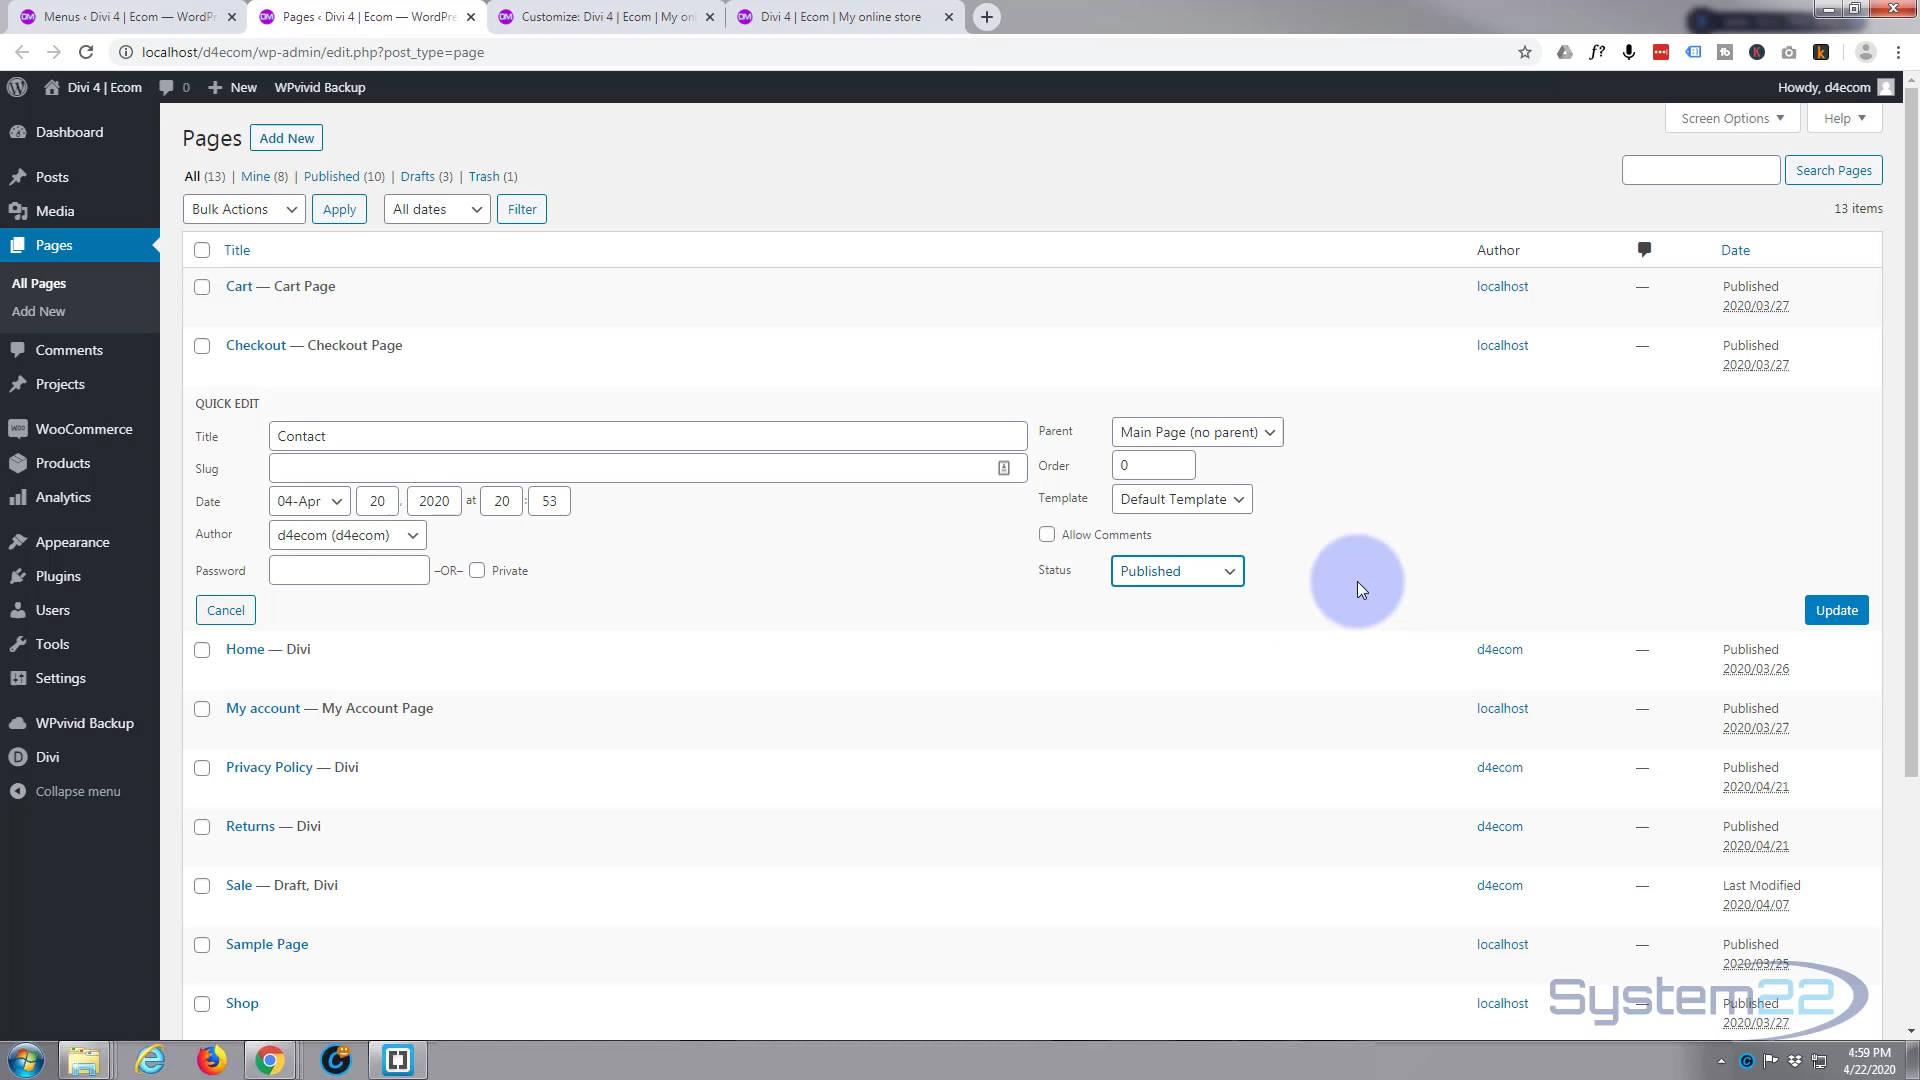 Menus ‹ Divi 4 | Ecom — WordPr
Pages ‹ Divi 4 | Ecom — WordPre
Customize: Divi 4 | Ecom | My onl
Divi 4 | Ecom | My online store
localhost/d4ecom/wp-admin/edit.php?post_type=page
Divi 4 | Ecom
0
New
WPvivid Backup
Howdy, d4ecom
Dashboard
Posts
Media
Pages
All Pages
Add New
Comments
Projects
WooCommerce
Products
Analytics
Appearance
Plugins
Users
Tools
Settings
WPvivid Backup
Divi
Collapse menu
Pages
Add New
Screen Options
Help
All (13) | Mine (8) | Published (10) | Drafts (3) | Trash (1)
Search Pages
Bulk Actions
Apply
All dates
Filter
13 items
Title
Author
Date
Cart — Cart Page
localhost
—
Published
2020/03/27
Checkout — Checkout Page
localhost
—
Published
2020/03/27
QUICK EDIT
Title
Contact
Slug
Date
04-Apr
20
,
2020
at
20
:
53
Author
d4ecom (d4ecom)
Password
–OR–
Private
Parent
Main Page (no parent)
Order
0
Template
Default Template
Allow Comments
Status
Published
Cancel
Update
Home — Divi
d4ecom
—
Published
2020/03/26
My account — My Account Page
localhost
—
Published
2020/03/27
Privacy Policy — Divi
d4ecom
—
Published
2020/04/21
Returns — Divi
d4ecom
—
Published
2020/04/21
Sale — Draft, Divi
d4ecom
—
Last Modified
2020/04/07
Sample Page
localhost
—
Published
2020/03/25
Shop
localhost
—
Published
2020/03/27
System22
4:59 PM
4/22/2020